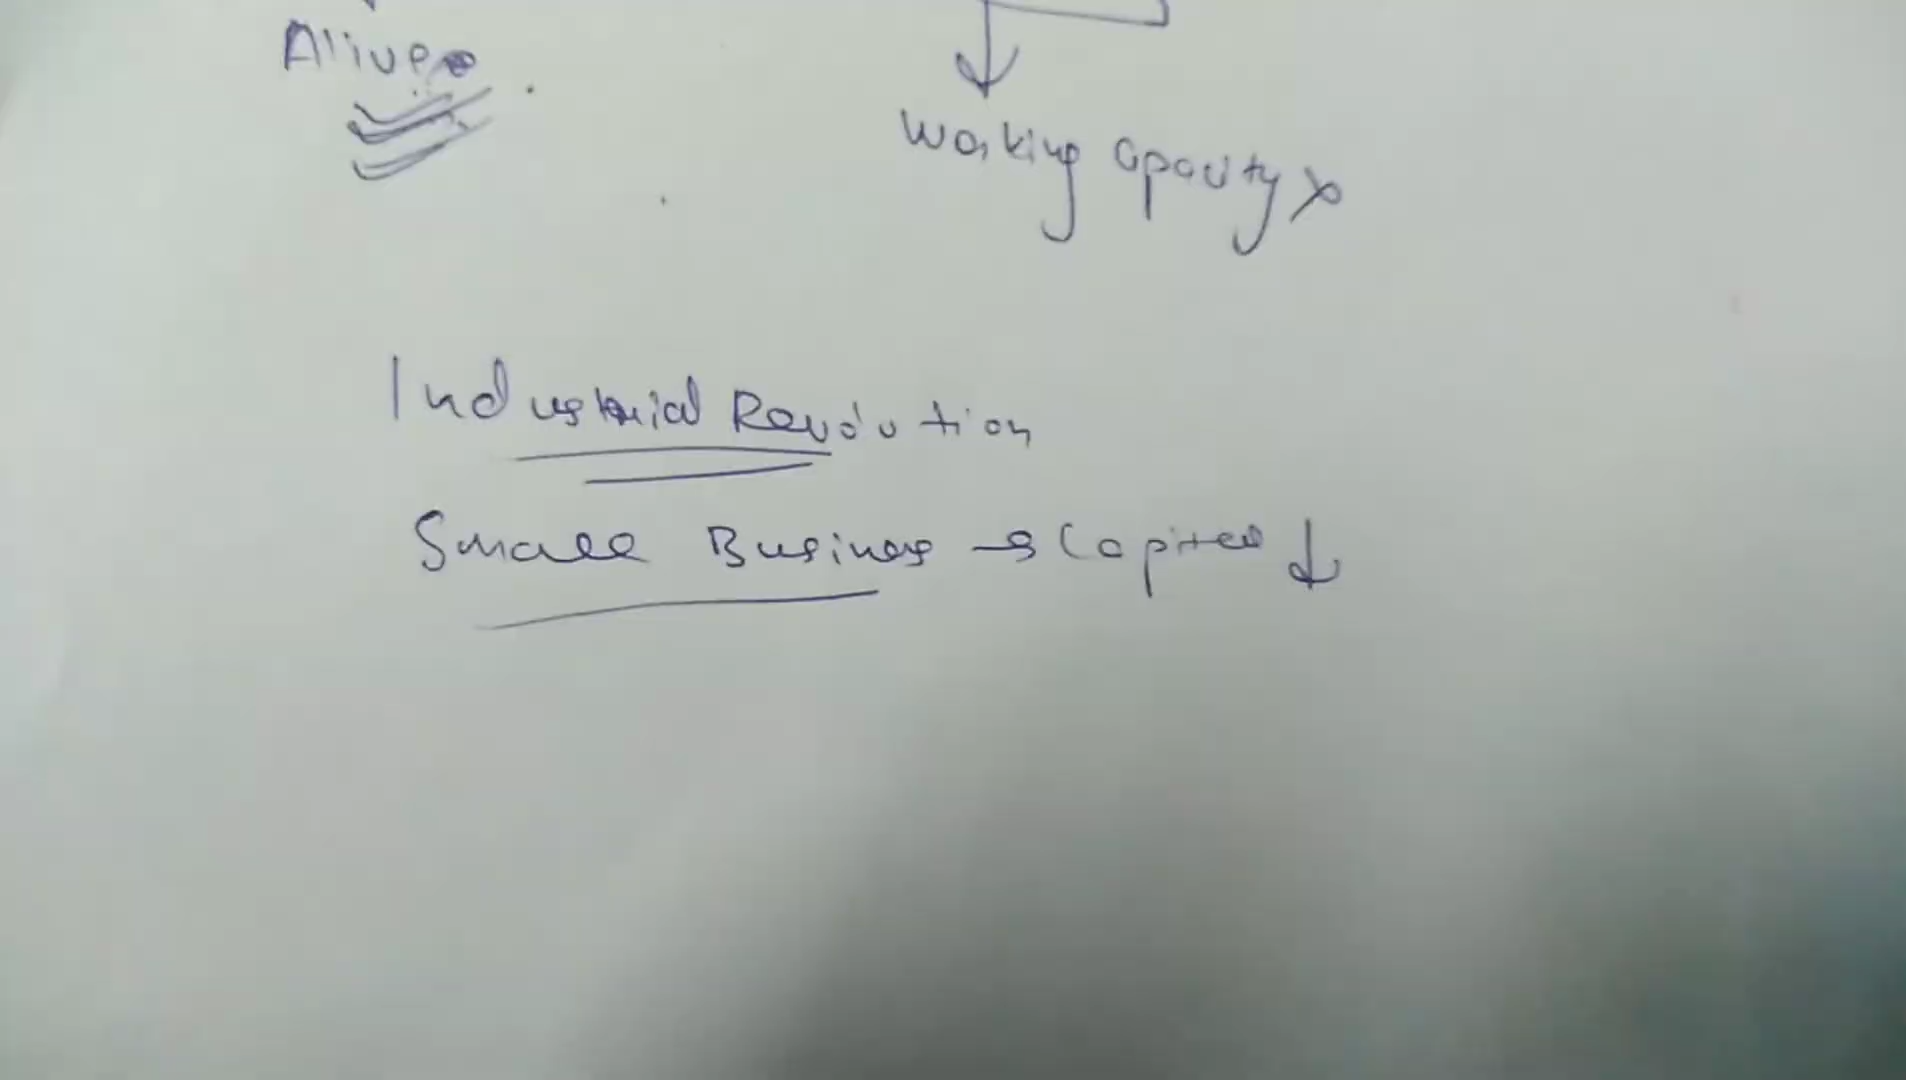 Alive
Working Capacity x
Industrial Revolution
Small Business → Capital ↓